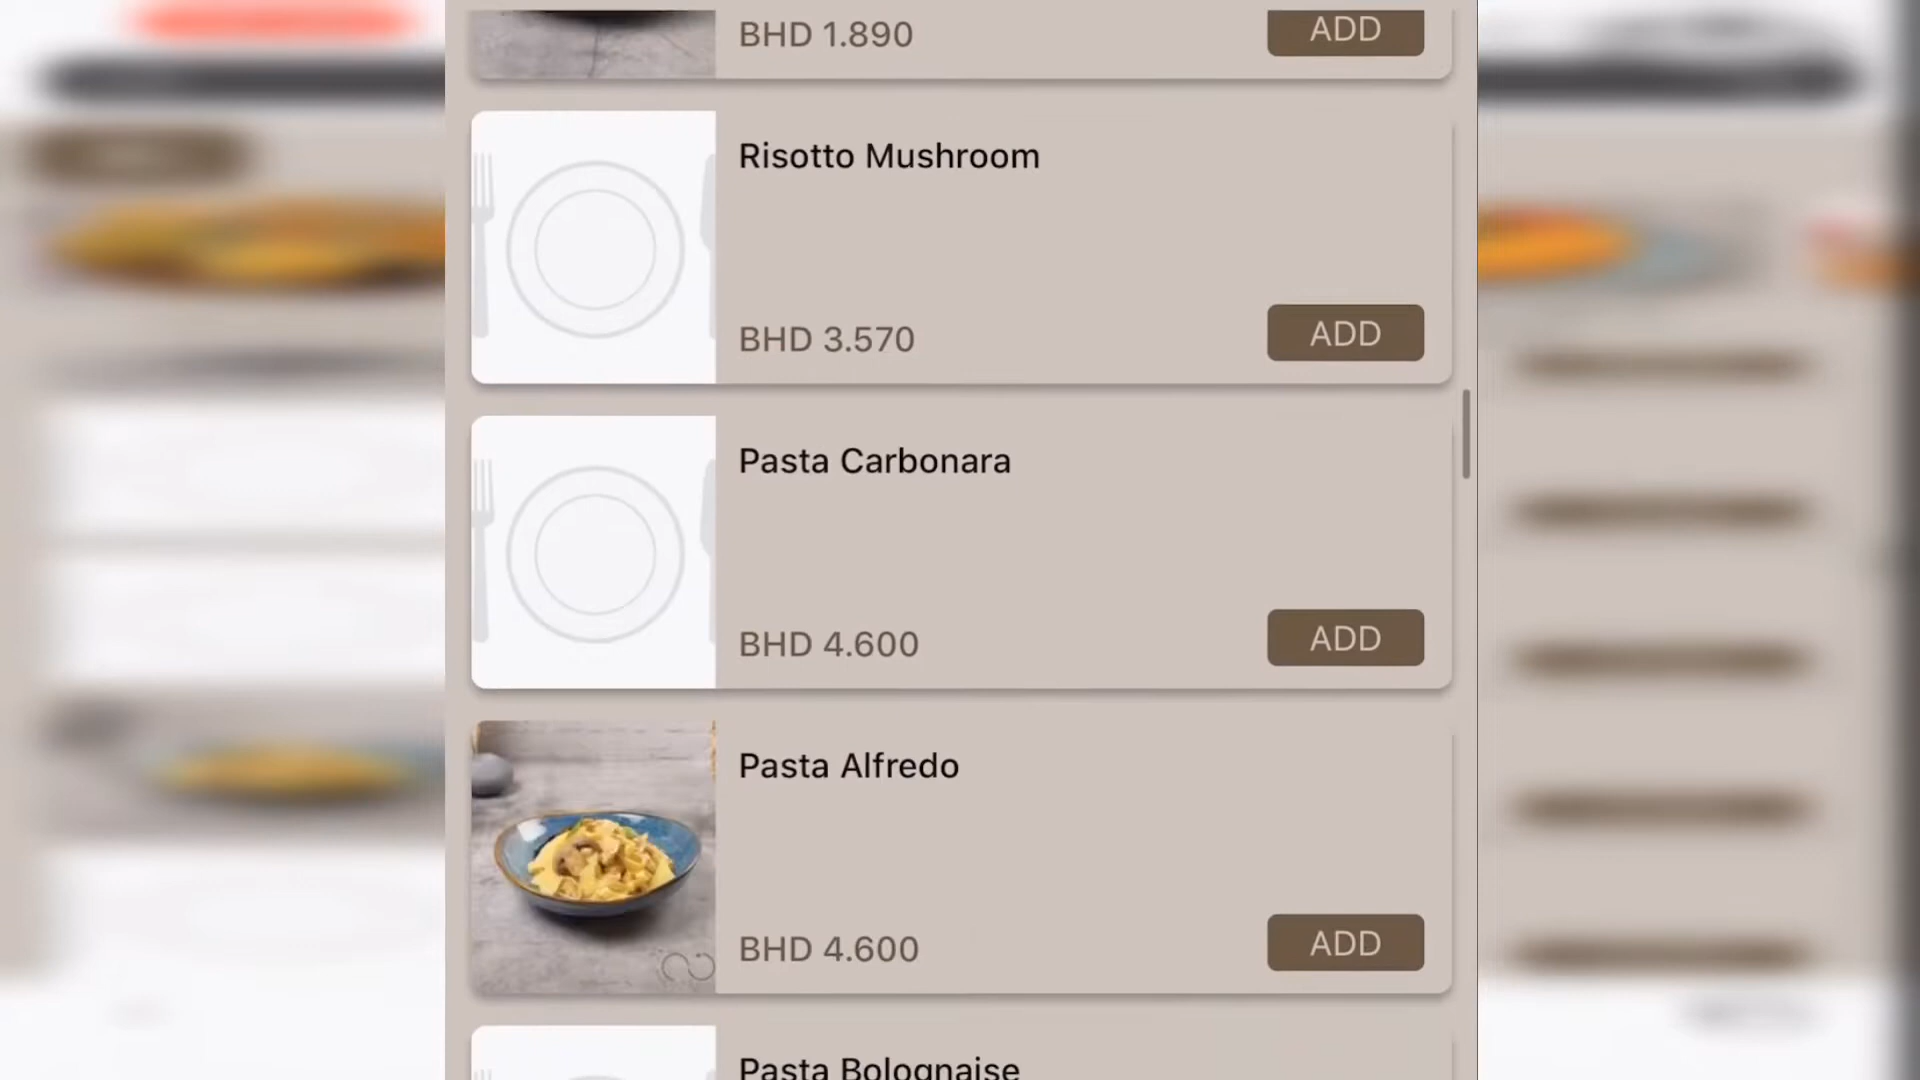 BHD 1.890
ADD
Risotto Mushroom
BHD 3.570
ADD
Pasta Carbonara
BHD 4.600
ADD
Pasta Alfredo
BHD 4.600
ADD
Pasta Bolognaise